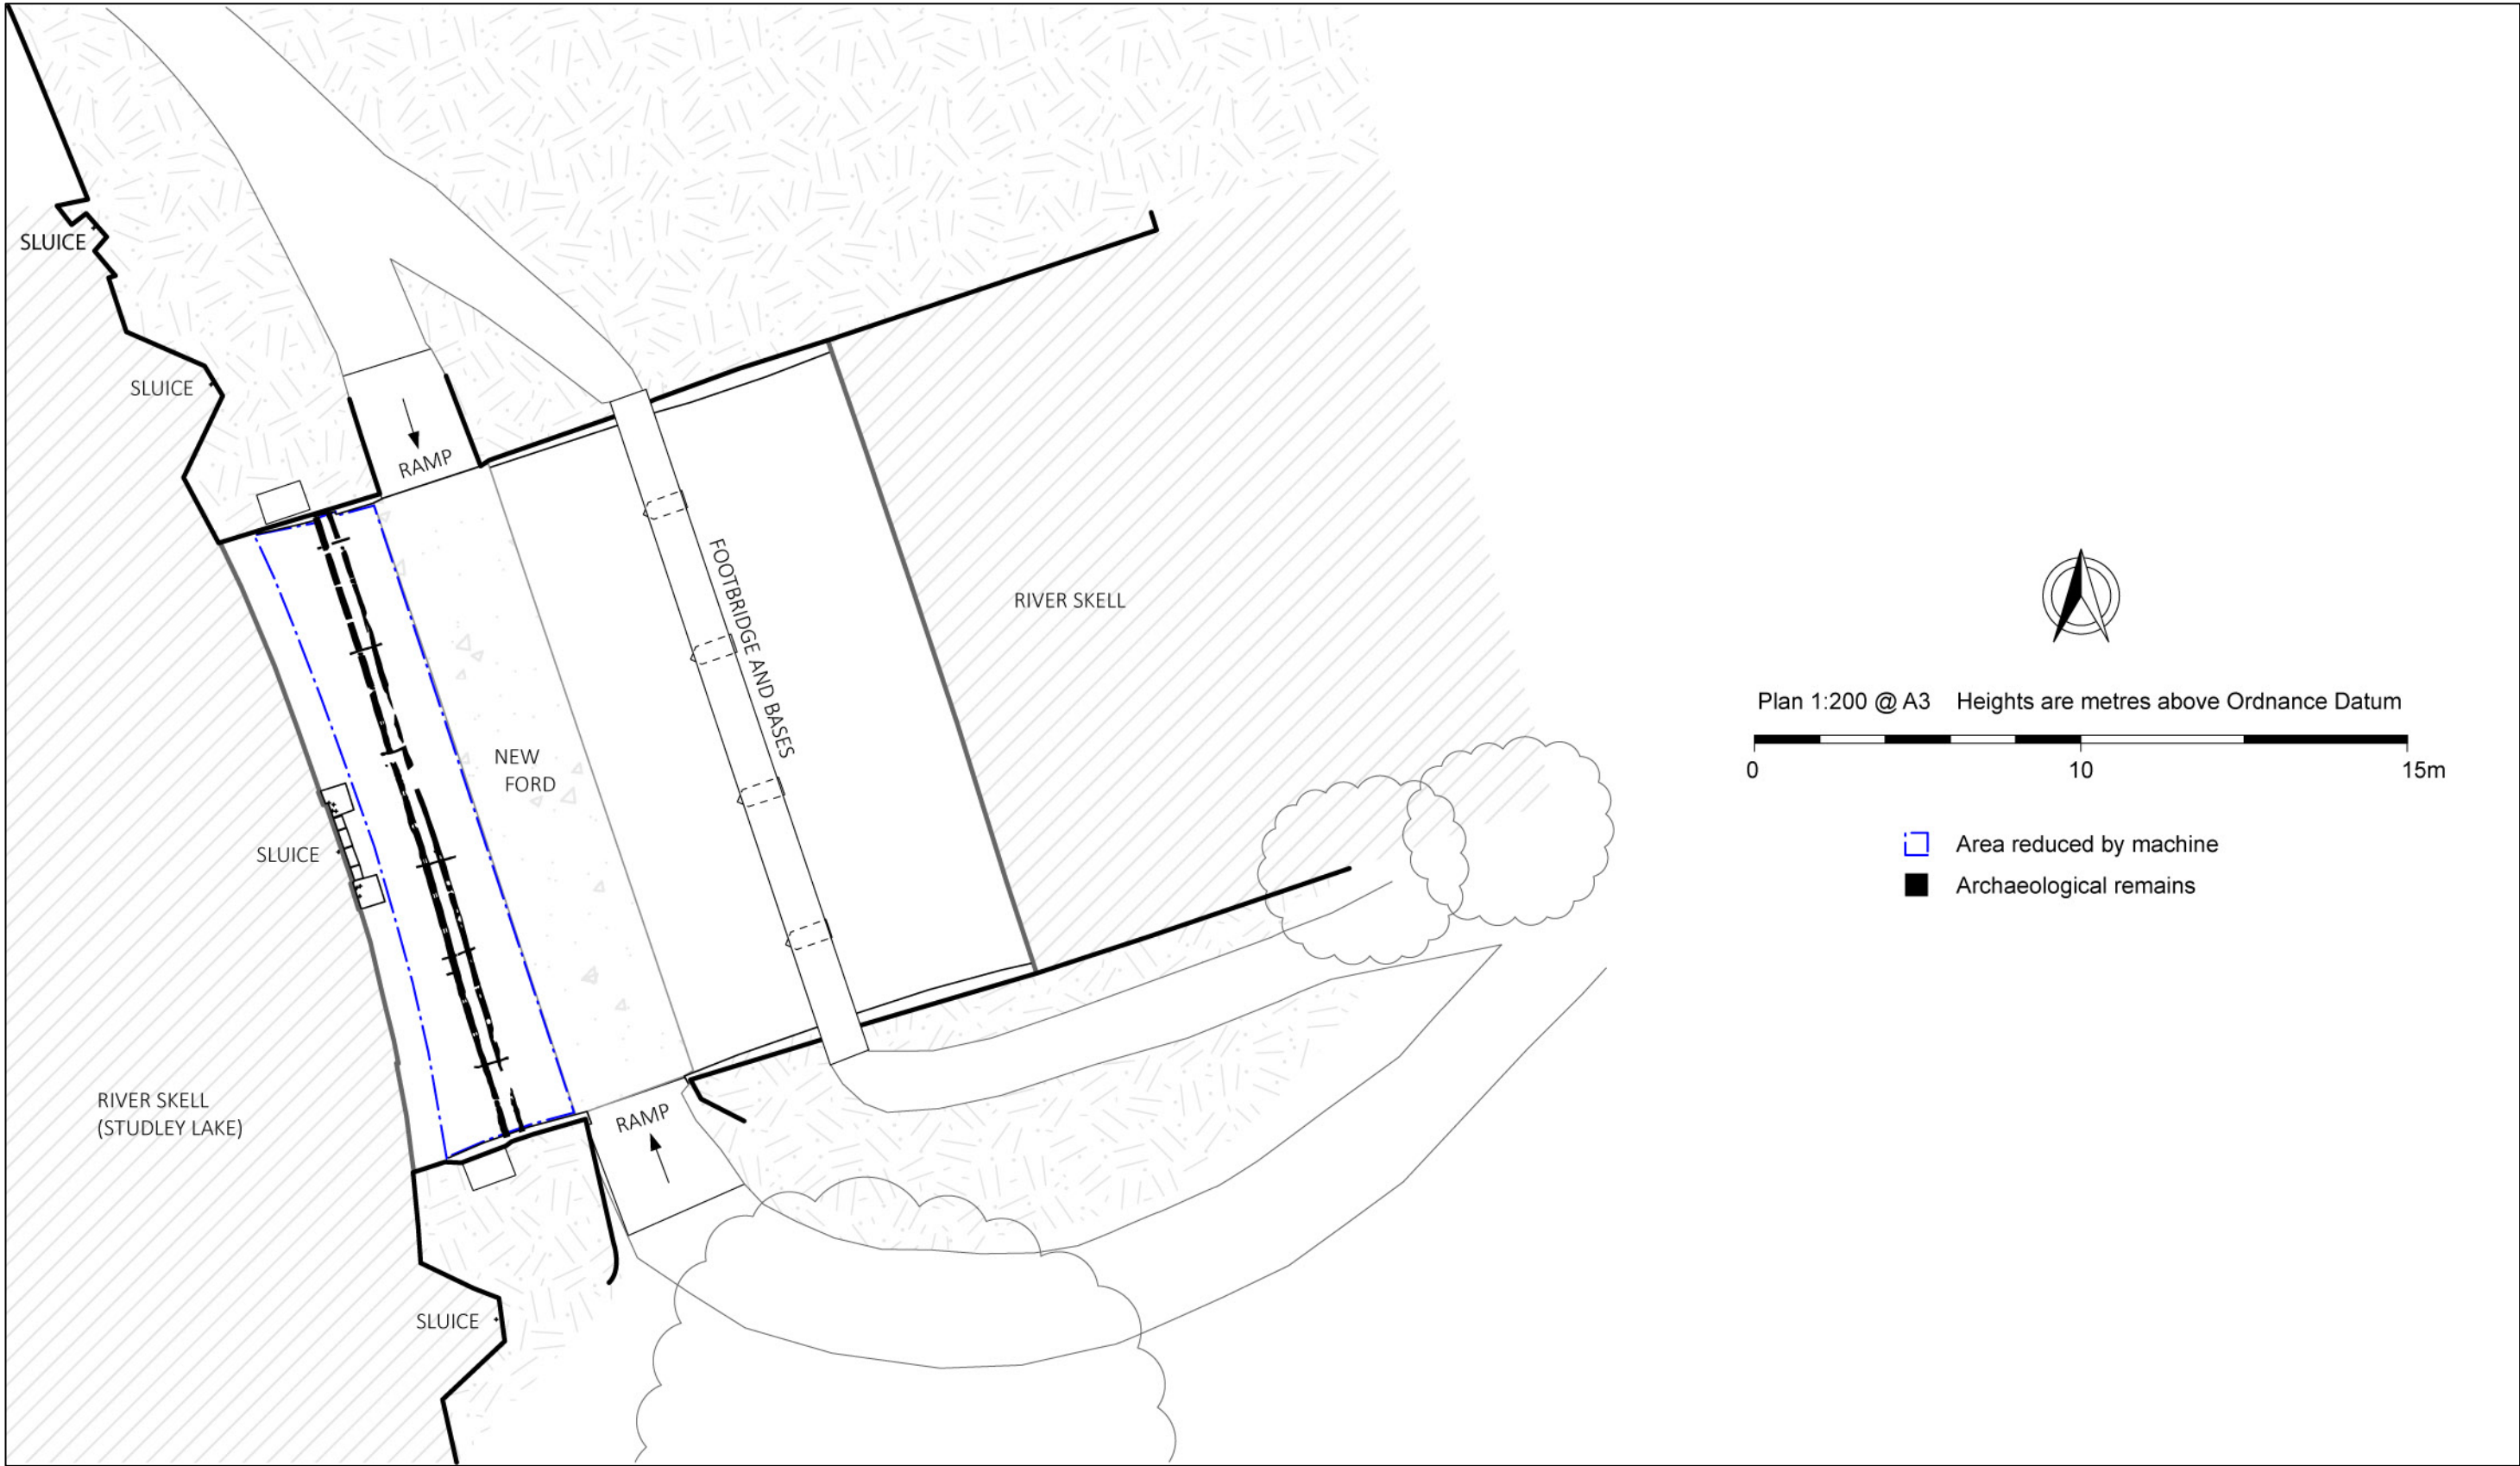 SLUICE
SLUICE
RAMP
FOOTBRIDGE AND BASES
RIVER SKELL
NEW
FORD
SLUICE
RIVER SKELL
(STUDLEY LAKE)
RAMP
SLUICE
Plan 1:200 @ A3 Heights are metres above Ordnance Datum
0 10 15m
Area reduced by machine
Archaeological remains